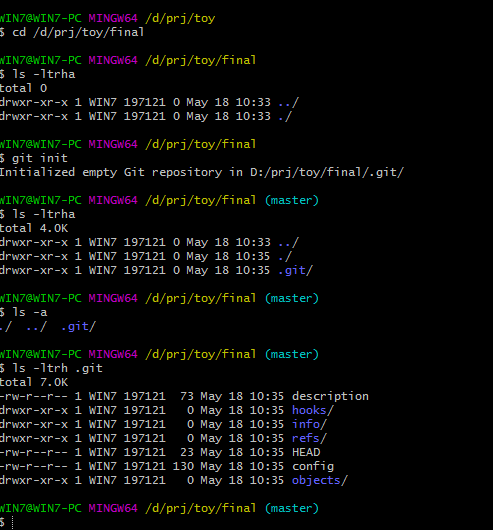 WIN7@WIN7-PC MINGW64 /d/prj/toy
$ cd /d/prj/toy/final
WIN7@WIN7-PC MINGW64 /d/prj/toy/final
$ ls -ltrha
total 0
drwxr-xr-x 1 WIN7 197121 0 May 18 10:33 ../
drwxr-xr-x 1 WIN7 197121 0 May 18 10:33 ./
WIN7@WIN7-PC MINGW64 /d/prj/toy/final
$ git init
Initialized empty Git repository in D:/prj/toy/final/.git/
WIN7@WIN7-PC MINGW64 /d/prj/toy/final (master)
$ ls -ltrha
total 4.0K
drwxr-xr-x 1 WIN7 197121 0 May 18 10:33 ../
drwxr-xr-x 1 WIN7 197121 0 May 18 10:35 ./
drwxr-xr-x 1 WIN7 197121 0 May 18 10:35 .git/
WIN7@WIN7-PC MINGW64 /d/prj/toy/final (master)
$ ls -a
./  ../  .git/
WIN7@WIN7-PC MINGW64 /d/prj/toy/final (master)
$ ls -ltrh .git
total 7.0K
-rw-r--r-- 1 WIN7 197121  73 May 18 10:35 description
drwxr-xr-x 1 WIN7 197121   0 May 18 10:35 hooks/
drwxr-xr-x 1 WIN7 197121   0 May 18 10:35 info/
drwxr-xr-x 1 WIN7 197121   0 May 18 10:35 refs/
-rw-r--r-- 1 WIN7 197121  23 May 18 10:35 HEAD
-rw-r--r-- 1 WIN7 197121 130 May 18 10:35 config
drwxr-xr-x 1 WIN7 197121   0 May 18 10:35 objects/
WIN7@WIN7-PC MINGW64 /d/prj/toy/final (master)
$